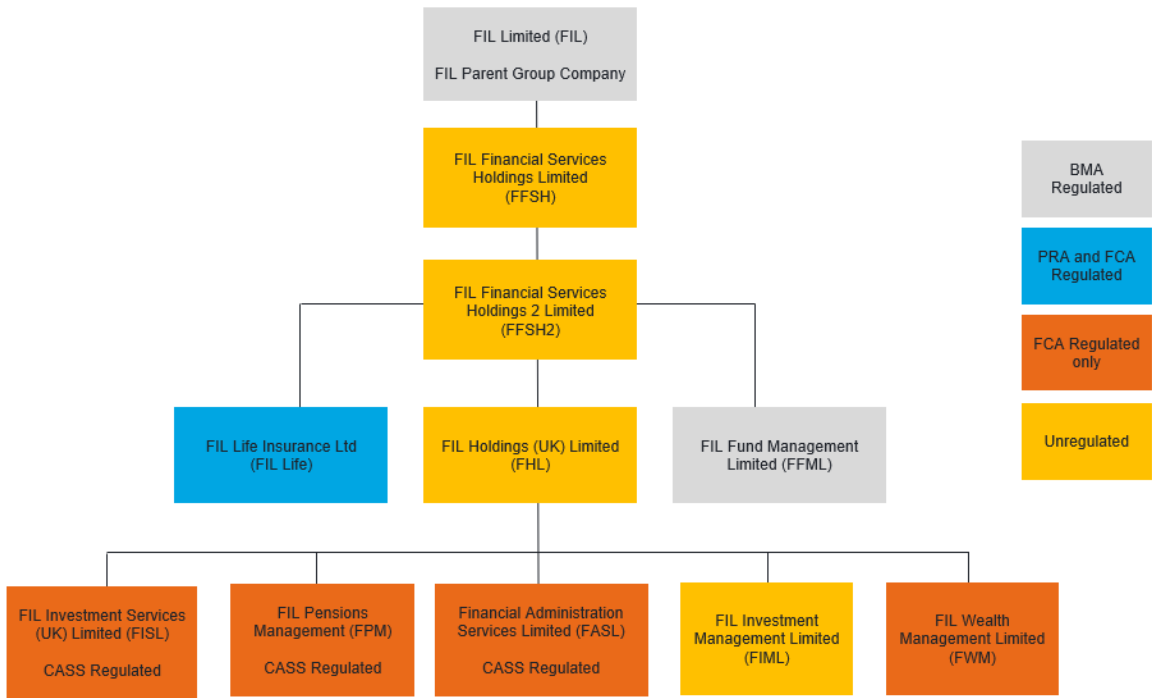 FIL Limited (FIL)
FIL Parent Group Company
FIL Financial Services
Holdings Limited
(FFSH)
BMA
Regulated
PRA and FCA
Regulated
FIL Financial Services
Holdings 2 Limited
(FFSH2)
FCA Regulated
only
FIL Life Insurance Ltd
(FIL Life)
FIL Holdings (UK) Limited
(FHL)
FIL Fund Management
Limited (FFML)
Unregulated
FIL Investment Services
(UK) Limited (FISL)
CASS Regulated
FIL Pensions
Management (FPM)
CASS Regulated
Financial Administration
Services Limited (FASL)
CASS Regulated
FIL Investment
Management Limited
(FIML)
FIL Wealth
Management Limited
(FWM)